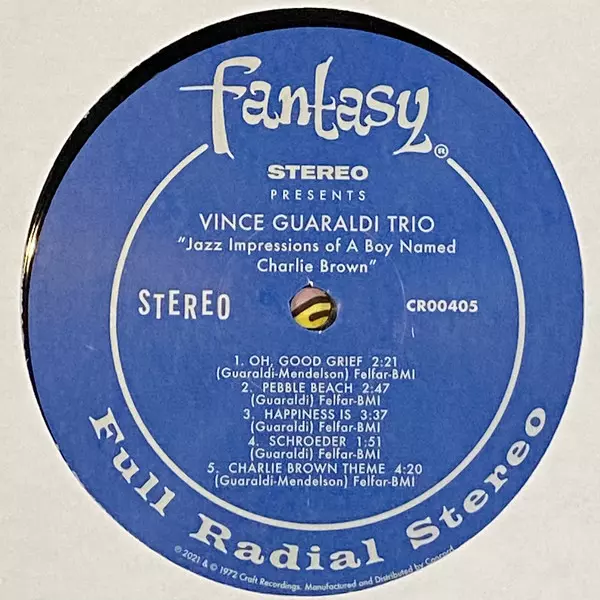 fantasy®
STEREO
PRESENTS
VINCE GUARALDI TRIO
"Jazz Impressions of A Boy Named
Charlie Brown"
STEREO
CR00405
1. OH, GOOD GRIEF 2:21
(Guaraldi-Mendelson) Felfar-BMI
2. PEBBLE BEACH 2:47
(Guaraldi) Felfar-BMI
3. HAPPINESS IS 3:37
(Guaraldi) Felfar-BMI
4. SCHROEDER 1:51
(Guaraldi) Felfar-BMI
5. CHARLIE BROWN THEME 4:20
(Guaraldi-Mendelson) Felfar-BMI
Full Radial Stereo
℗ 2021 & © 1972 Craft Recordings. Manufactured and Distributed by Concord